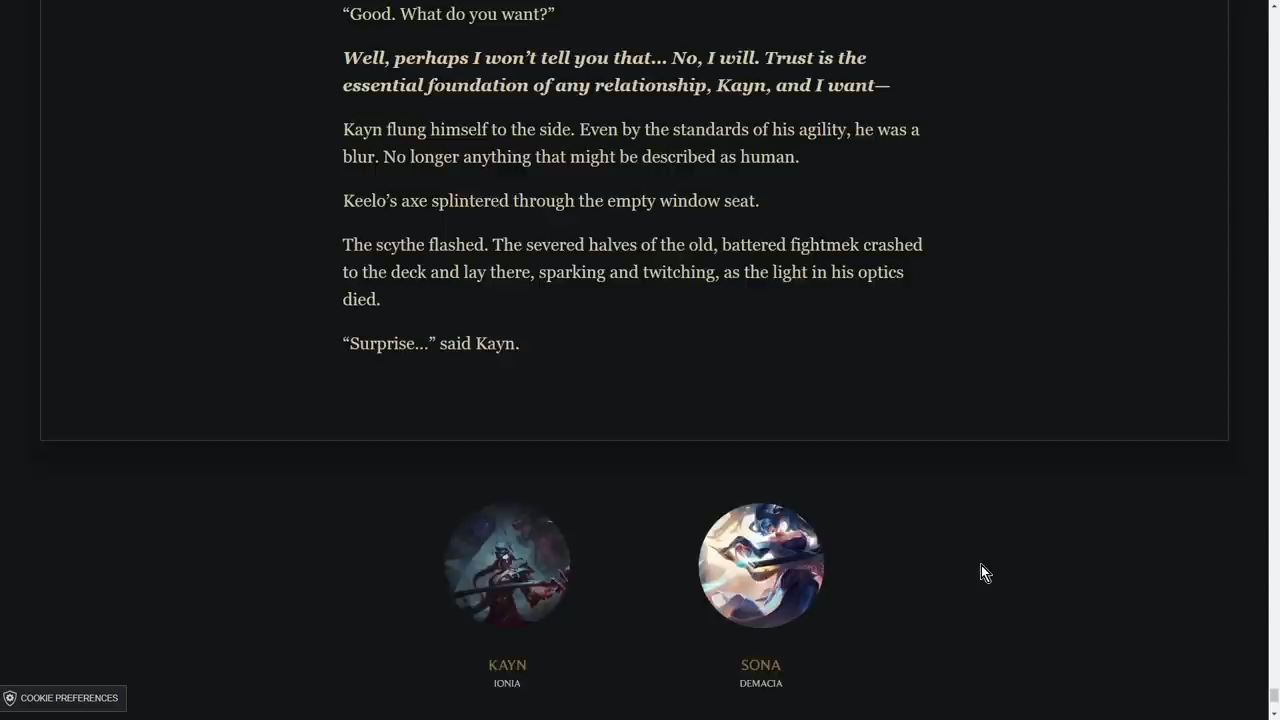 “Good. What do you want?”
Well, perhaps I won’t tell you that… No, I will. Trust is the
essential foundation of any relationship, Kayn, and I want—
Kayn flung himself to the side. Even by the standards of his agility, he was a
blur. No longer anything that might be described as human.
Keelo’s axe splintered through the empty window seat.
The scythe flashed. The severed halves of the old, battered fightmek crashed
to the deck and lay there, sparking and twitching, as the light in his optics
died.
“Surprise…” said Kayn.
KAYN
IONIA
SONA
DEMACIA
COOKIE PREFERENCES